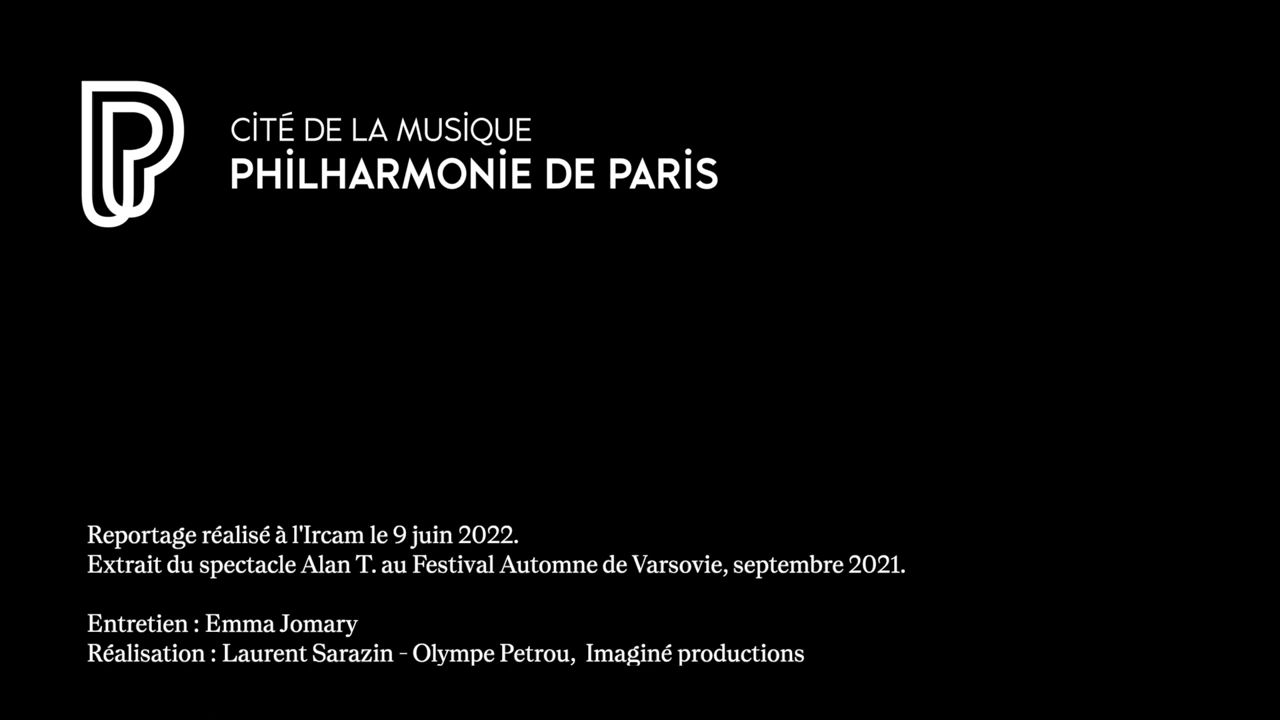 CITÉ DE LA MUSIQUE
PHILHARMONIE DE PARIS
Reportage réalisé à l'Ircam le 9 juin 2022.
Extrait du spectacle Alan T. au Festival Automne de Varsovie, septembre 2021.
Entretien : Emma Jomary
Réalisation : Laurent Sarazin - Olympe Petrou, Imaginé productions